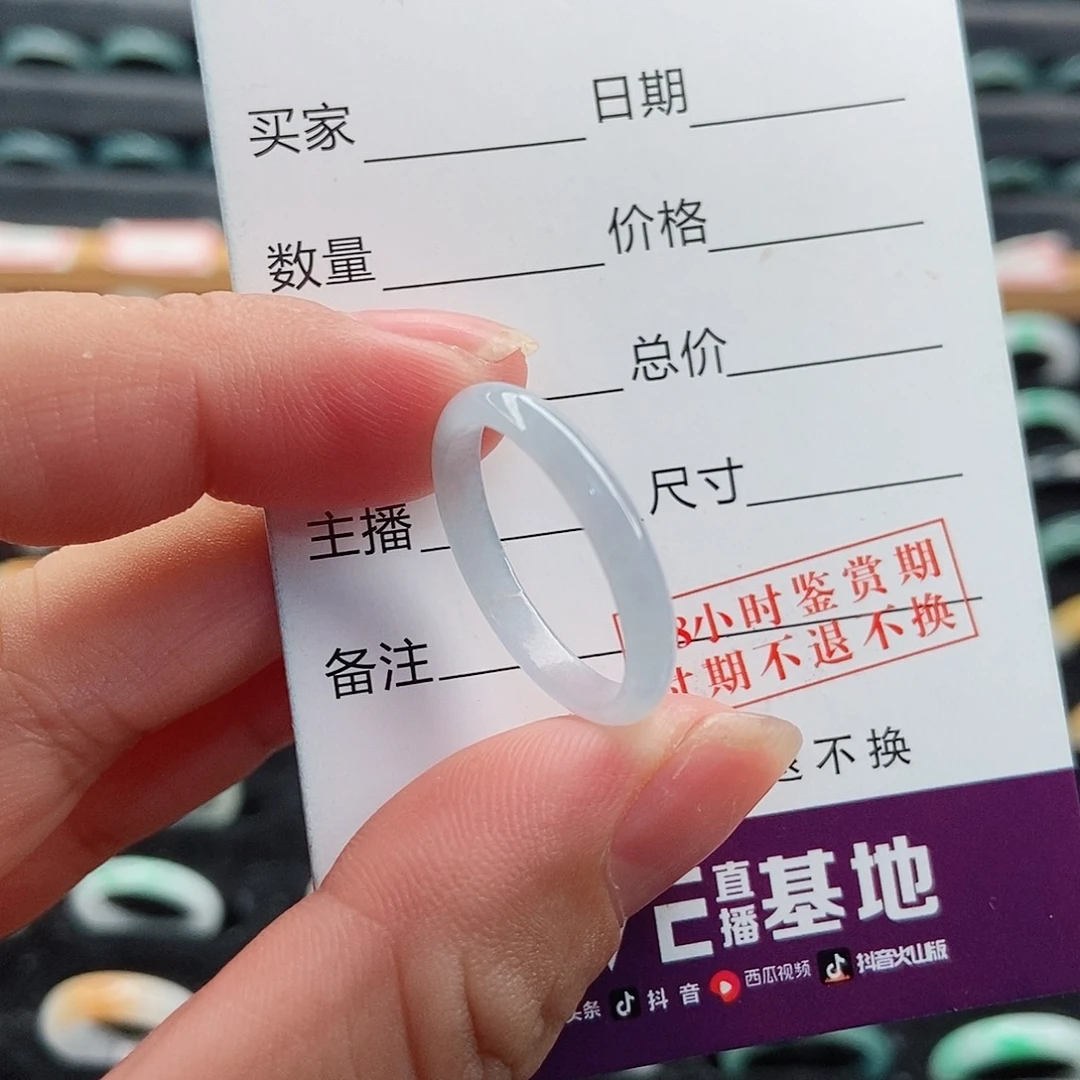 买家 日期
数量 价格
总价
主播 尺寸
备注
8小时鉴赏期
期不退不换
不换
直播基地
条 抖音 西瓜视频 抖音火山版